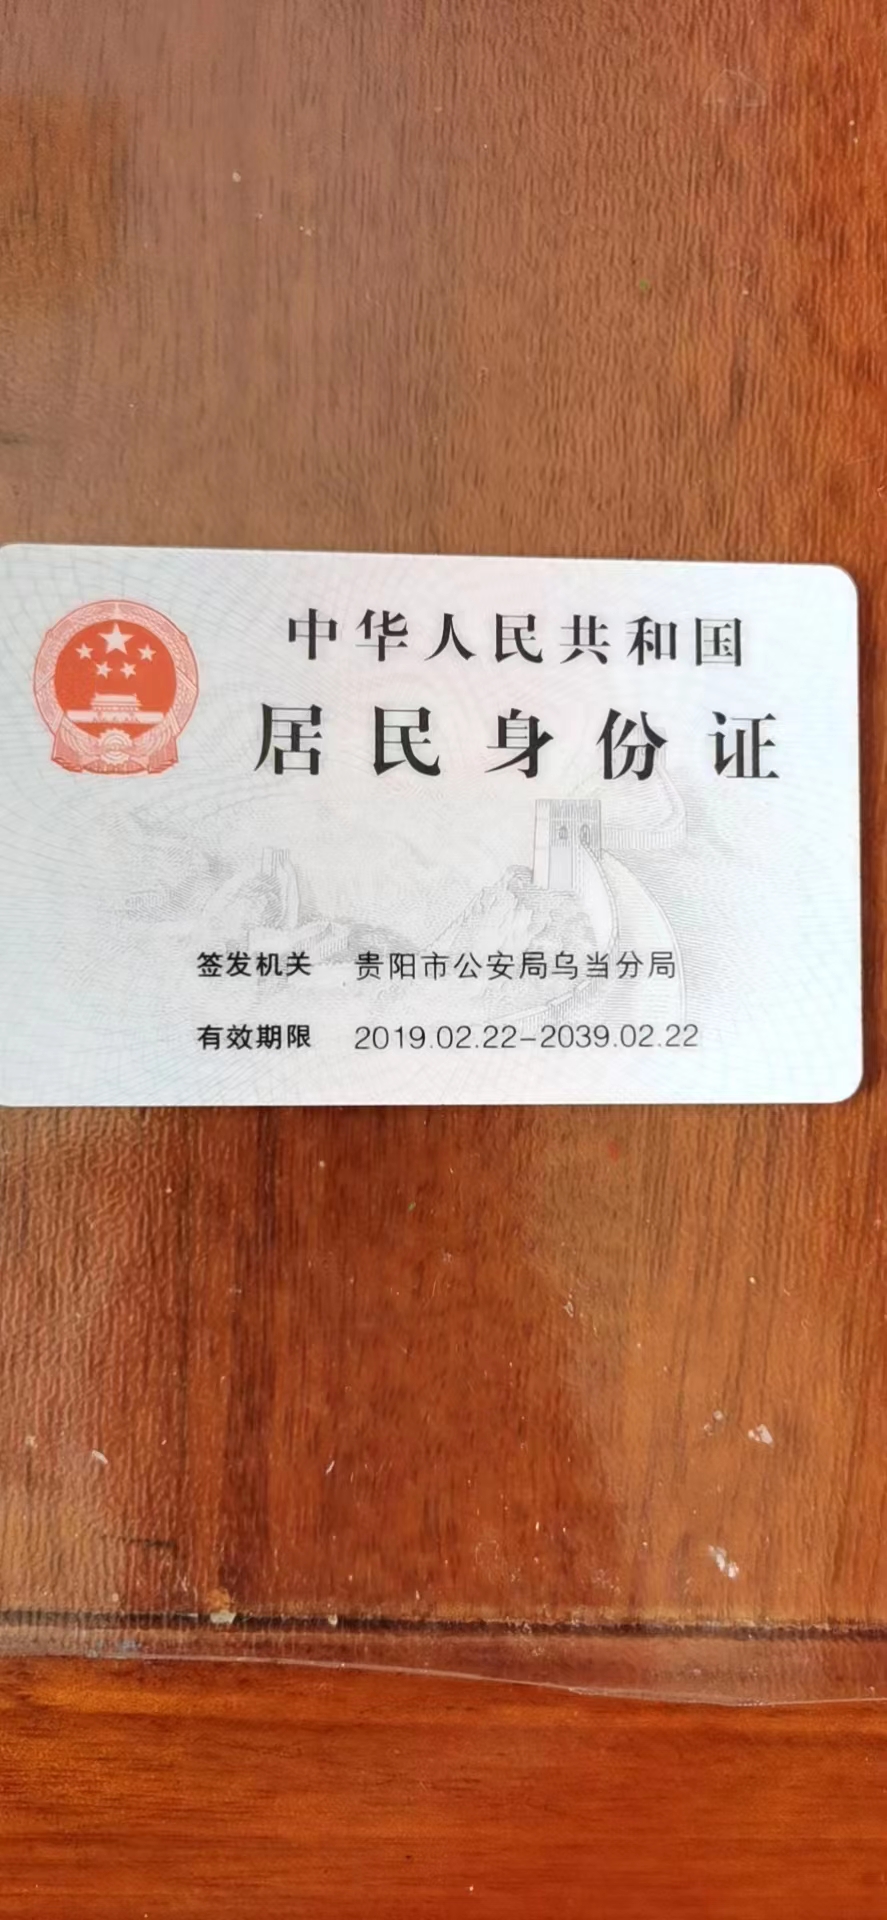 中华人民共和国
居民身份证
签发机关 贵阳市公安局乌当分局
有效期限 2019.02.22-2039.02.22